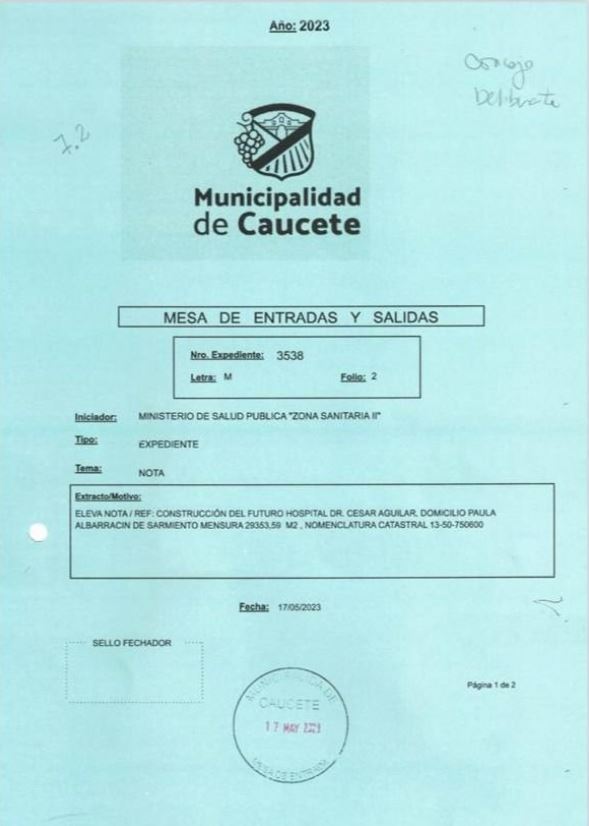 Año: 2023
Concejo
Deliberante
7.2
Municipalidad
de Caucete
MESA DE ENTRADAS Y SALIDAS
Nro. Expediente: 3538
Letra: M Folio: 2
Iniciador: MINISTERIO DE SALUD PUBLICA "ZONA SANITARIA II"
Tipo: EXPEDIENTE
Tema: NOTA
Extracto/Motivo:
ELEVA NOTA / REF: CONSTRUCCIÓN DEL FUTURO HOSPITAL DR. CESAR AGUILAR, DOMICILIO PAULA
ALBARRACIN DE SARMIENTO MENSURA 29353,59 M2 , NOMENCLATURA CATASTRAL 13-50-750600
Fecha: 17/05/2023
SELLO FECHADOR
Página 1 de 2
MUNICIPALIDAD DE
CAUCETE
17 MAY 2023
MESA DE ENTRADA